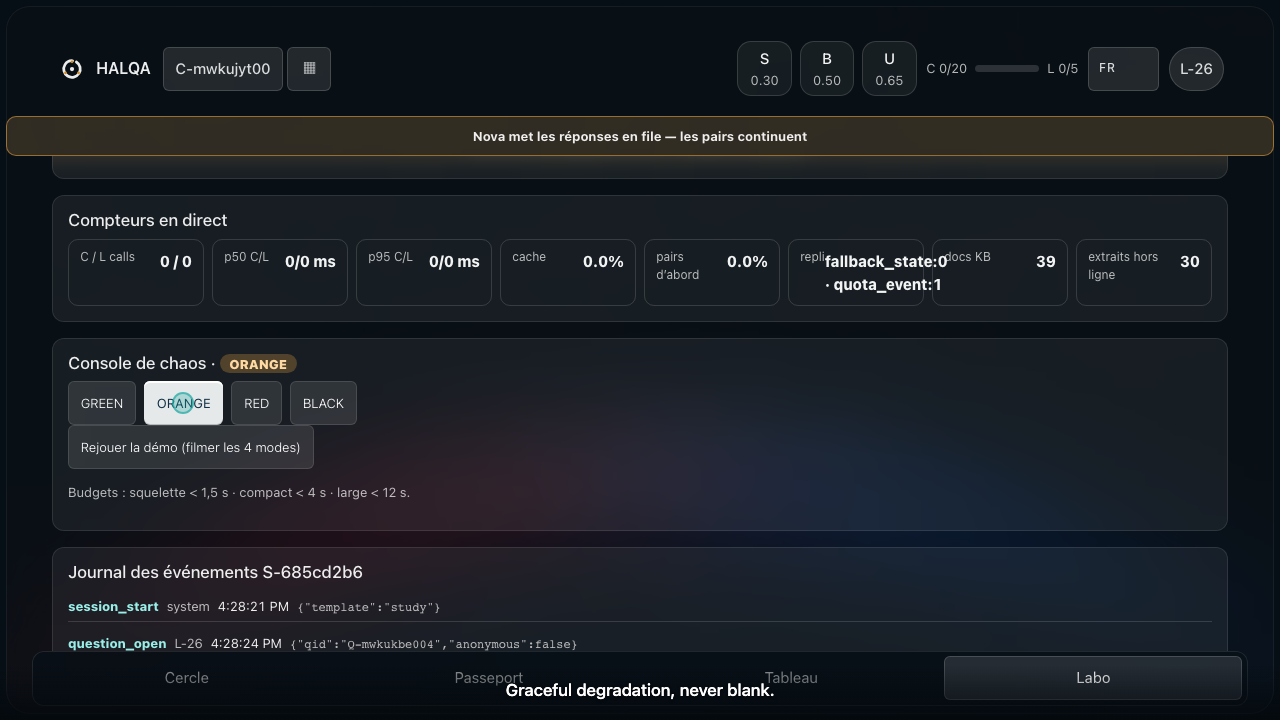 HALQA
C-mwkujyt00
S
0.30
B
0.50
U
0.65
C 0/20
L 0/5
FR
L-26
Nova met les réponses en file — les pairs continuent
Compteurs en direct
C / L calls
0 / 0
p50 C/L
0/0 ms
p95 C/L
0/0 ms
cache
0.0%
pairs
d'abord
0.0%
repli
fallback_state:0
· quota_event:1
docs KB
39
extraits hors
ligne
30
Console de chaos · ORANGE
GREEN
ORANGE
RED
BLACK
Rejouer la démo (filmer les 4 modes)
Budgets : squelette < 1,5 s · compact < 4 s · large < 12 s.
Journal des événements S-685cd2b6
session_start system 4:28:21 PM {"template":"study"}
question_open L-26 4:28:24 PM {"qid":"Q-mwkukbe004","anonymous":false}
Cercle
Passeport
Tableau
Labo
Graceful degradation, never blank.